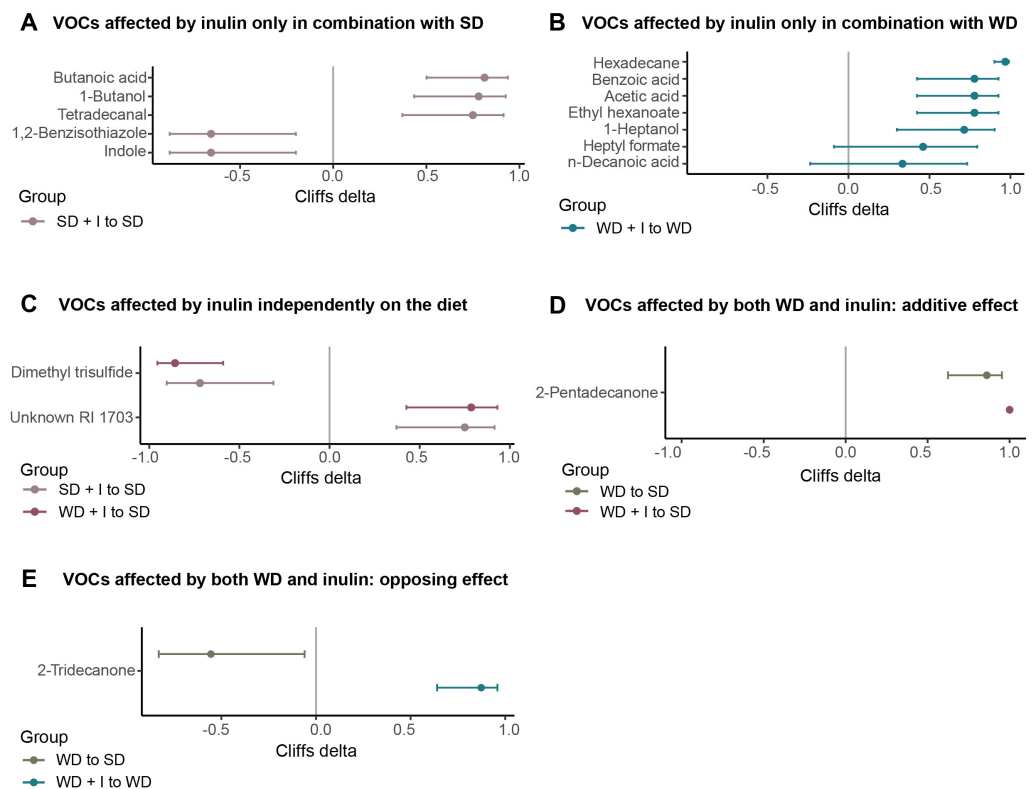 A VOCs affected by inulin only in combination with SD
Butanoic acid
1-Butanol
Tetradecanal
1,2-Benzisothiazole
Indole
-0.5 0.0 0.5 1.0
Cliffs delta
Group
SD + I to SD
B VOCs affected by inulin only in combination with WD
Hexadecane
Benzoic acid
Acetic acid
Ethyl hexanoate
1-Heptanol
Heptyl formate
n-Decanoic acid
-0.5 0.0 0.5 1.0
Cliffs delta
Group
WD + I to WD
C VOCs affected by inulin independently on the diet
Dimethyl trisulfide
Unknown RI 1703
-1.0 -0.5 0.0 0.5 1.0
Cliffs delta
Group
SD + I to SD
WD + I to SD
D VOCs affected by both WD and inulin: additive effect
2-Pentadecanone
-1.0 -0.5 0.0 0.5 1.0
Cliffs delta
Group
WD to SD
WD + I to SD
E VOCs affected by both WD and inulin: opposing effect
2-Tridecanone
-0.5 0.0 0.5 1.0
Cliffs delta
Group
WD to SD
WD + I to WD